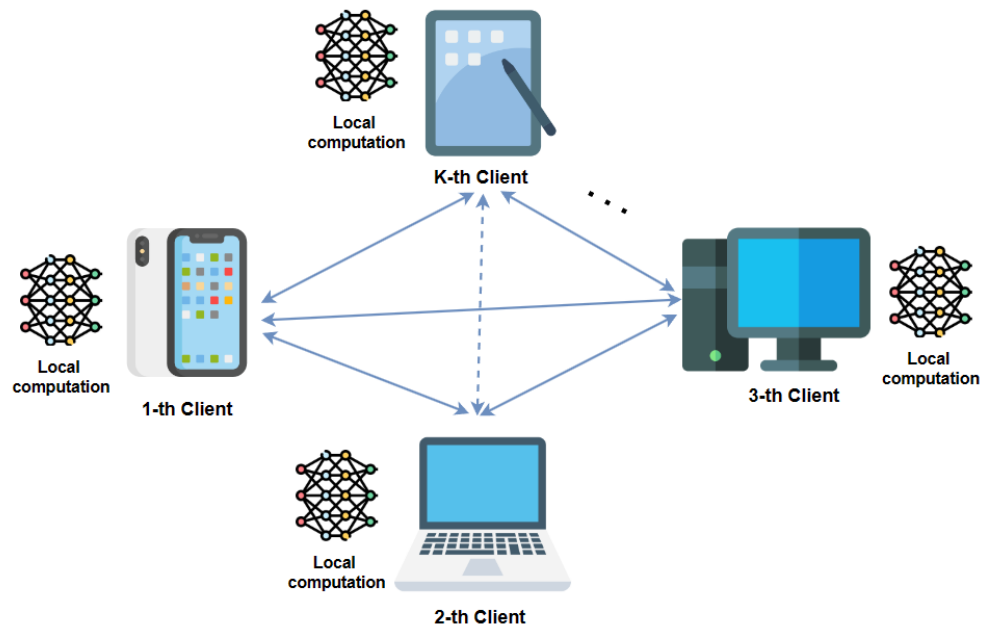 Local
computation
K-th Client
. . .
Local
computation
1-th Client
Local
computation
3-th Client
Local
computation
2-th Client